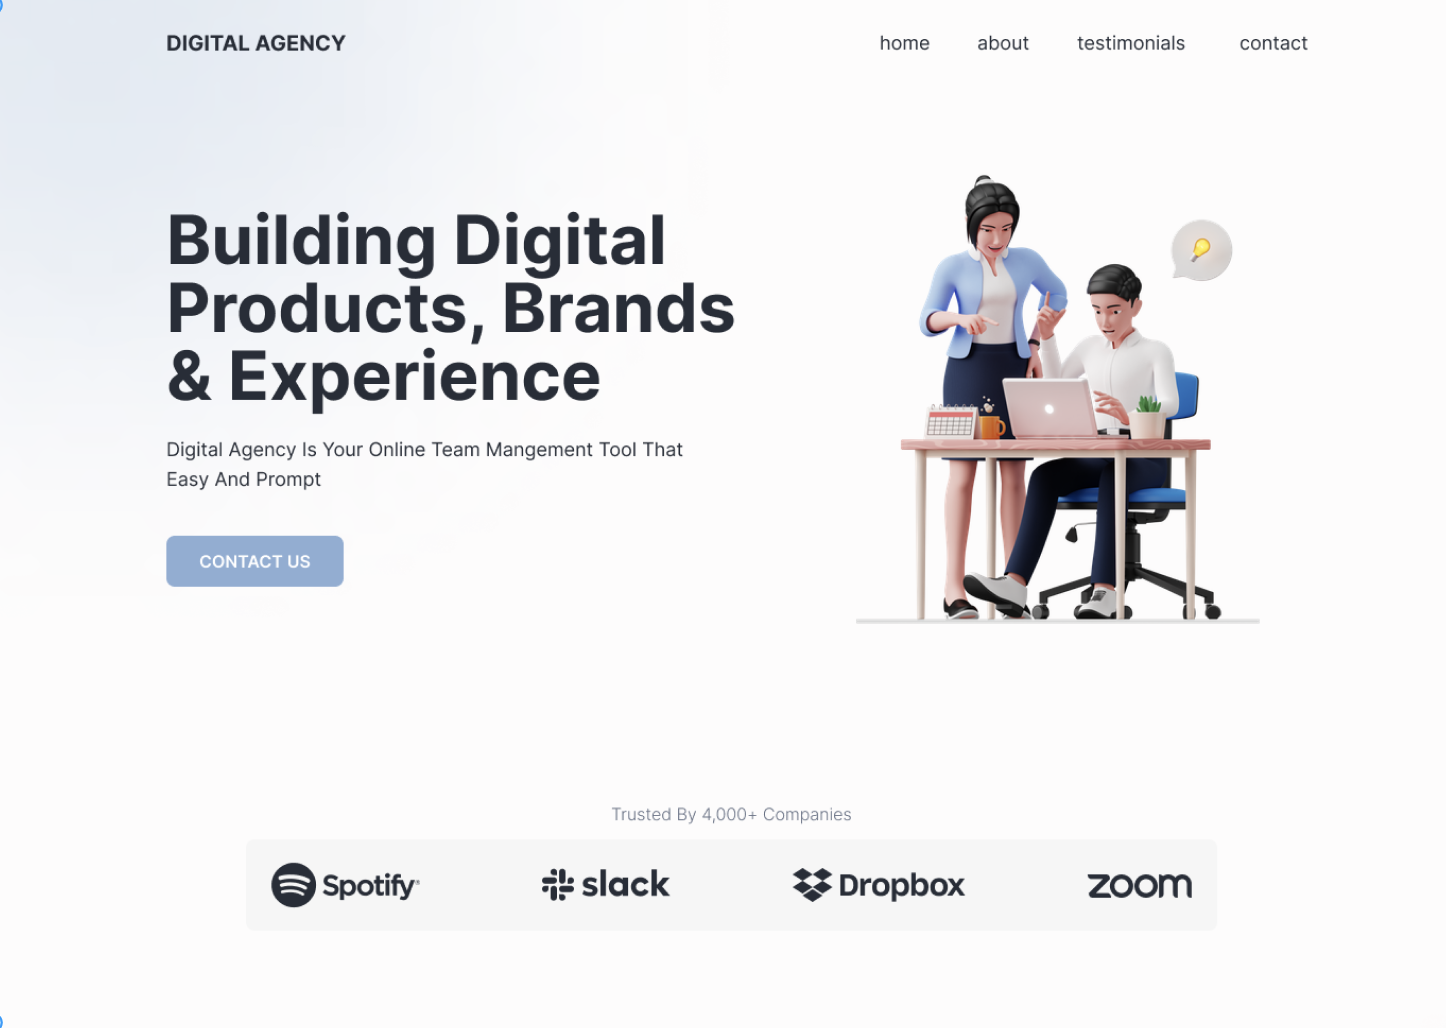 DIGITAL AGENCY
home about testimonials contact
Building Digital
Products, Brands
& Experience
Digital Agency Is Your Online Team Mangement Tool That
Easy And Prompt
CONTACT US
Trusted By 4,000+ Companies
Spotify slack Dropbox zoom